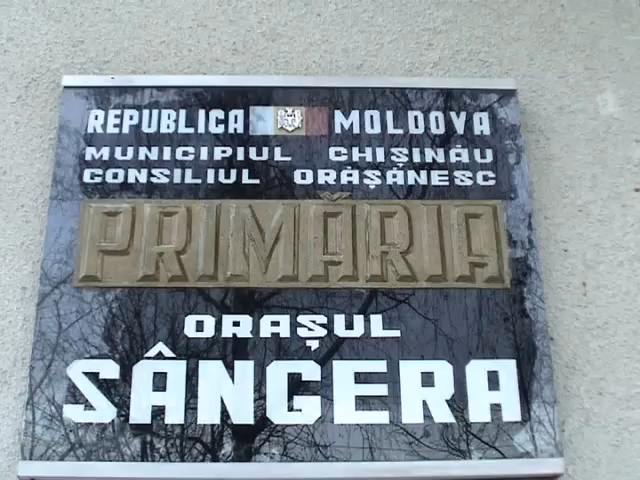 REPUBLICA MOLDOVA
MUNICIPIUL CHIȘINĂU
CONSILIUL ORĂȘĂNESC
PRIMĂRIA
ORAȘUL
SÂNGERA